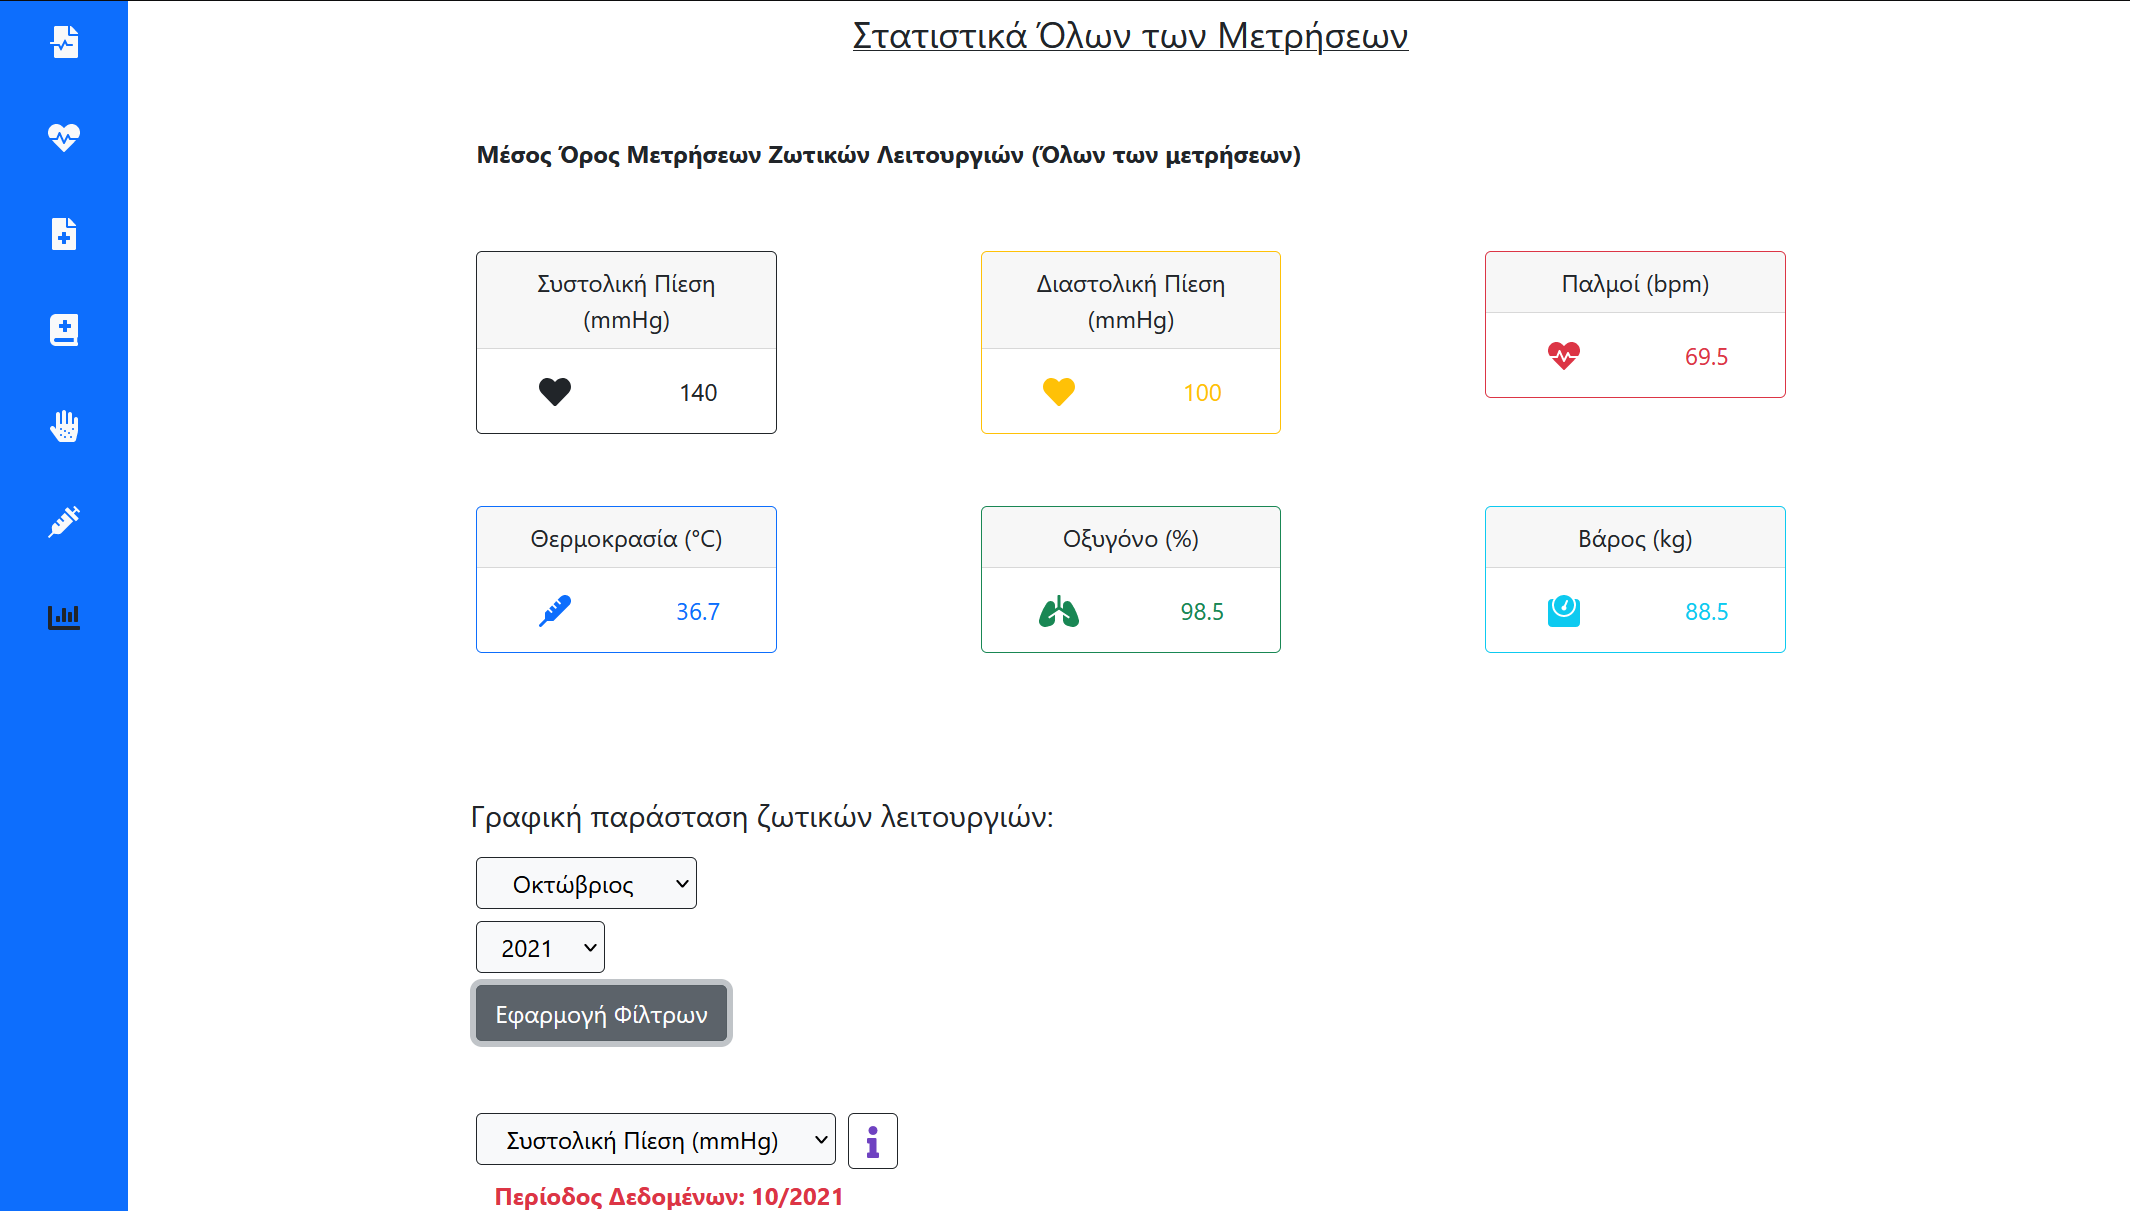 Στατιστικά Όλων των Μετρήσεων
Μέσος Όρος Μετρήσεων Ζωτικών Λειτουργιών (Όλων των μετρήσεων)
Συστολική Πίεση
(mmHg)
140
Διαστολική Πίεση
(mmHg)
100
Παλμοί (bpm)
69.5
Θερμοκρασία (°C)
36.7
Οξυγόνο (%)
98.5
Βάρος (kg)
88.5
Γραφική παράσταση ζωτικών λειτουργιών:
Οκτώβριος
2021
Εφαρμογή Φίλτρων
Συστολική Πίεση (mmHg)
Περίοδος Δεδομένων: 10/2021